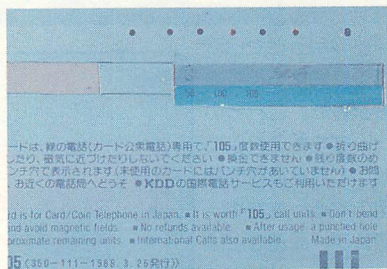 50 100 105
ードは、緑の電話(カード公衆電話)専用で、「105」度数使用できます●折り曲げ
したり、磁気に近づけたりしないでください ●換金できません ●残り度数のめ
ンチ穴で表示されます(未使用のカードにはパンチ穴があいていません) ●お問
、お近くの電話局へどうぞ ●KDDの国際電話サービスもご利用いただけます
rd is for Card/Coin Telephone in Japan. ■ It is worth 「105」 call units. ■ Don't bend
and avoid magnetic fields. ■ No refunds available. ■ After usage, a punched hole
proximate remaining units. ■ International Calls also available. Made in Japan
05《350-111-1988. 3. 26発行》